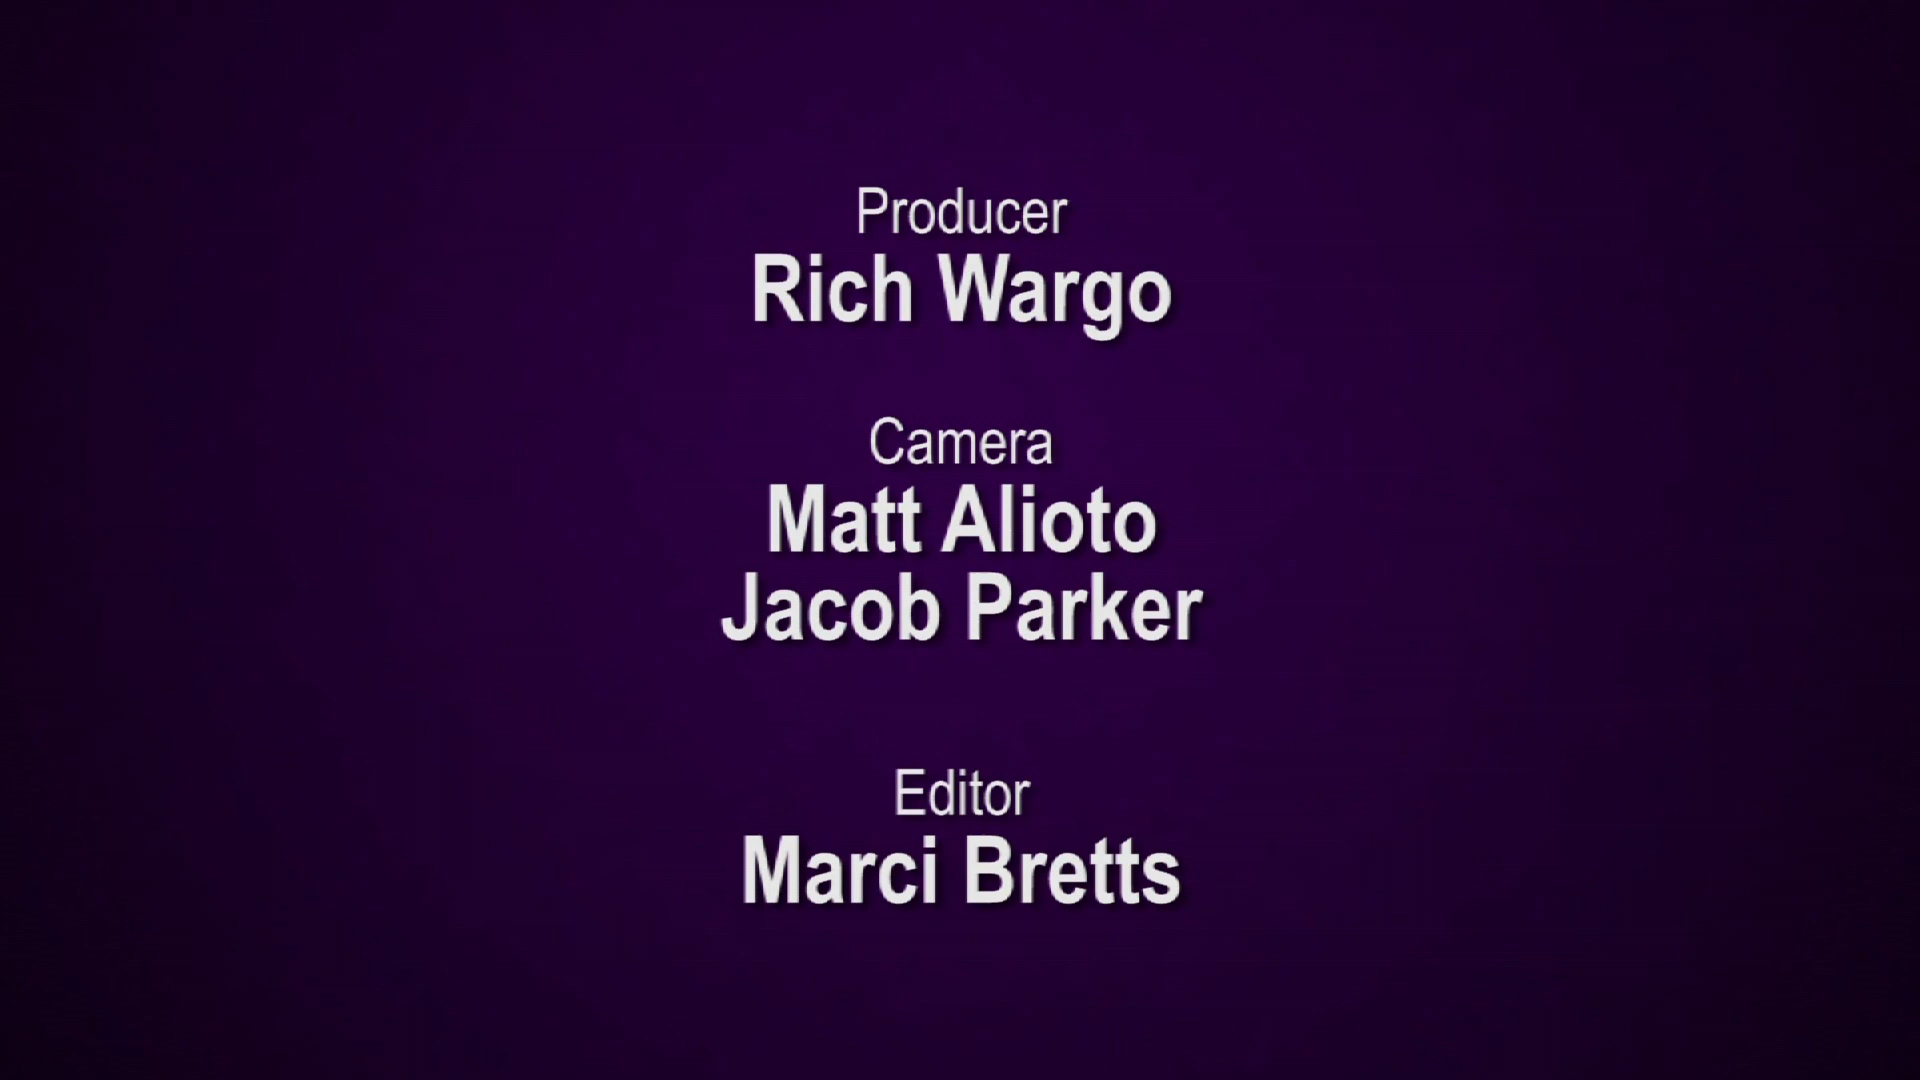 Producer
Rich Wargo
Camera
Matt Alioto
Jacob Parker
Editor
Marci Bretts